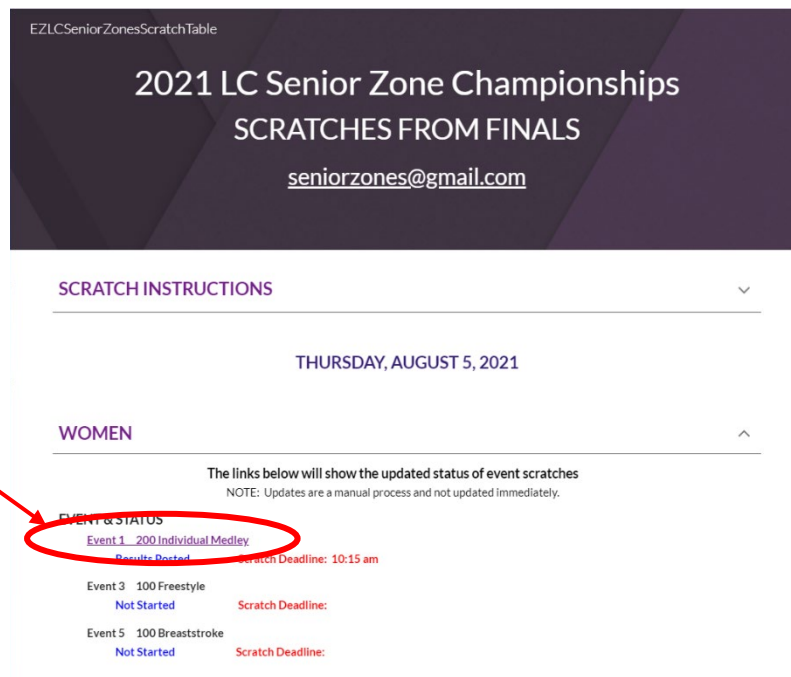 EZLCSeniorZonesScratchTable
2021 LC Senior Zone Championships
SCRATCHES FROM FINALS
seniorzones@gmail.com
SCRATCH INSTRUCTIONS
THURSDAY, AUGUST 5, 2021
WOMEN
The links below will show the updated status of event scratches
NOTE: Updates are a manual process and not updated immediately.
EVENT & STATUS
Event 1 200 Individual Medley
Results Posted Scratch Deadline: 10:15 am
Event 3 100 Freestyle
Not Started Scratch Deadline:
Event 5 100 Breaststroke
Not Started Scratch Deadline: